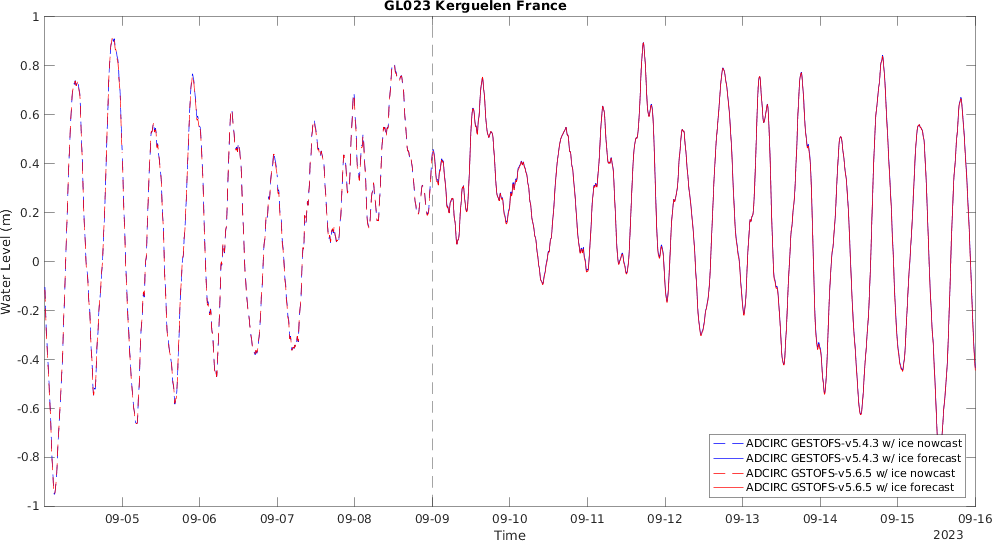 GL023 Kerguelen France
1
0.8
0.6
0.4
0.2
0
-0.2
-0.4
-0.6
-0.8
-1
Water Level (m)
ADCIRC GESTOFS-v5.4.3 w/ ice nowcast
ADCIRC GESTOFS-v5.4.3 w/ ice forecast
ADCIRC GSTOFS-v5.6.5 w/ ice nowcast
ADCIRC GSTOFS-v5.6.5 w/ ice forecast
09-05 09-06 09-07 09-08 09-09 09-10 09-11 09-12 09-13 09-14 09-15 09-16
Time
2023